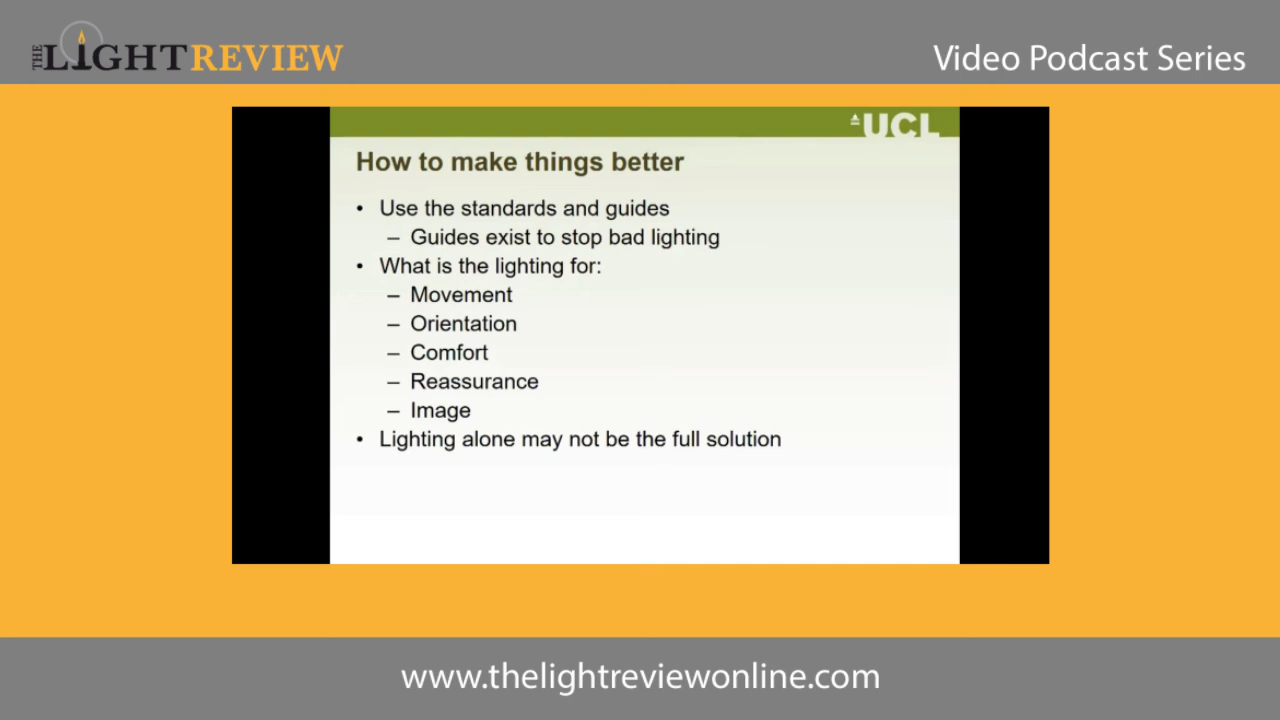 THE LIGHT REVIEW
Video Podcast Series
UCL
How to make things better
• Use the standards and guides
– Guides exist to stop bad lighting
• What is the lighting for:
– Movement
– Orientation
– Comfort
– Reassurance
– Image
• Lighting alone may not be the full solution
www.thelightreviewonline.com